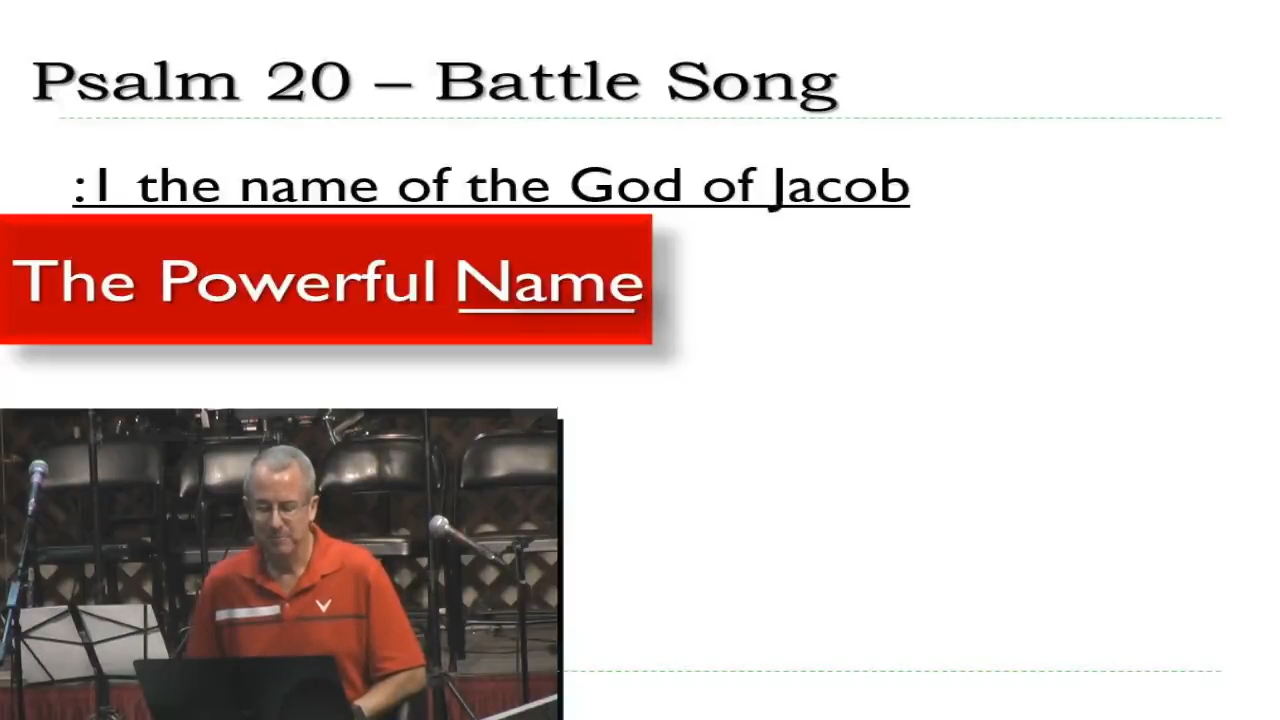 Psalm 20 – Battle Song
:1 the name of the God of Jacob
The Powerful Name